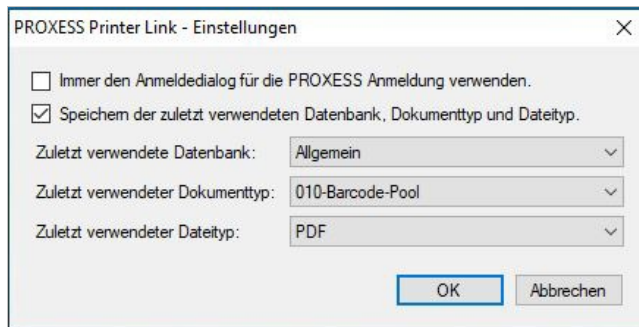 PROXESS Printer Link - Einstellungen
Immer den Anmeldedialog für die PROXESS Anmeldung verwenden.
Speichern der zuletzt verwendeten Datenbank, Dokumenttyp und Dateityp.
Zuletzt verwendete Datenbank: Allgemein
Zuletzt verwendeter Dokumenttyp: 010-Barcode-Pool
Zuletzt verwendeter Dateityp: PDF
OK Abbrechen